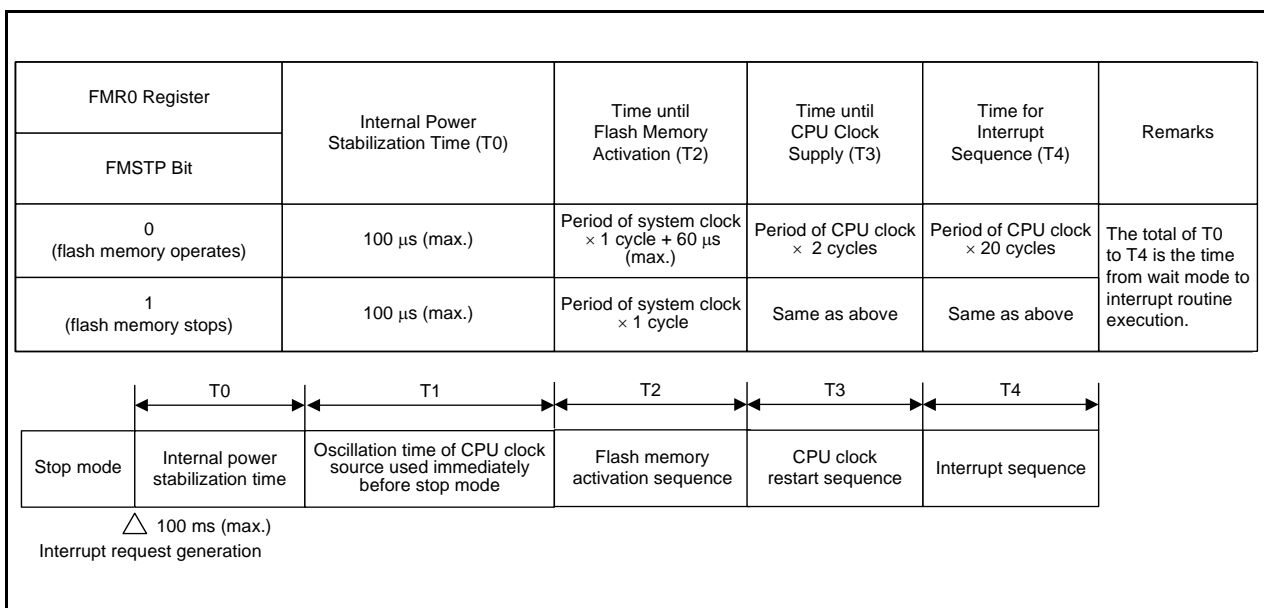 FMR0 Register
FMSTP Bit
Internal Power
Stabilization Time (T0)
Time until
Flash Memory
Activation (T2)
Time until
CPU Clock
Supply (T3)
Time for
Interrupt
Sequence (T4)
Remarks
0
(flash memory operates)
100 μs (max.)
Period of system clock
× 1 cycle + 60 μs
(max.)
Period of CPU clock
× 2 cycles
Period of CPU clock
× 20 cycles
The total of T0
to T4 is the time
from wait mode to
interrupt routine
execution.
1
(flash memory stops)
100 μs (max.)
Period of system clock
× 1 cycle
Same as above
Same as above
T0
T1
T2
T3
T4
Stop mode
Internal power
stabilization time
Oscillation time of CPU clock
source used immediately
before stop mode
Flash memory
activation sequence
CPU clock
restart sequence
Interrupt sequence
100 ms (max.)
Interrupt request generation